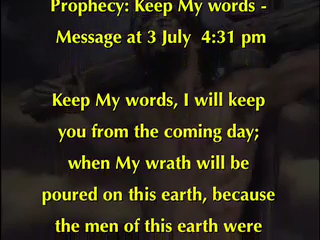 Prophecy: Keep My words -
Message at 3 July 4:31 pm
Keep My words, I will keep
you from the coming day;
when My wrath will be
poured on this earth, because
the men of this earth were